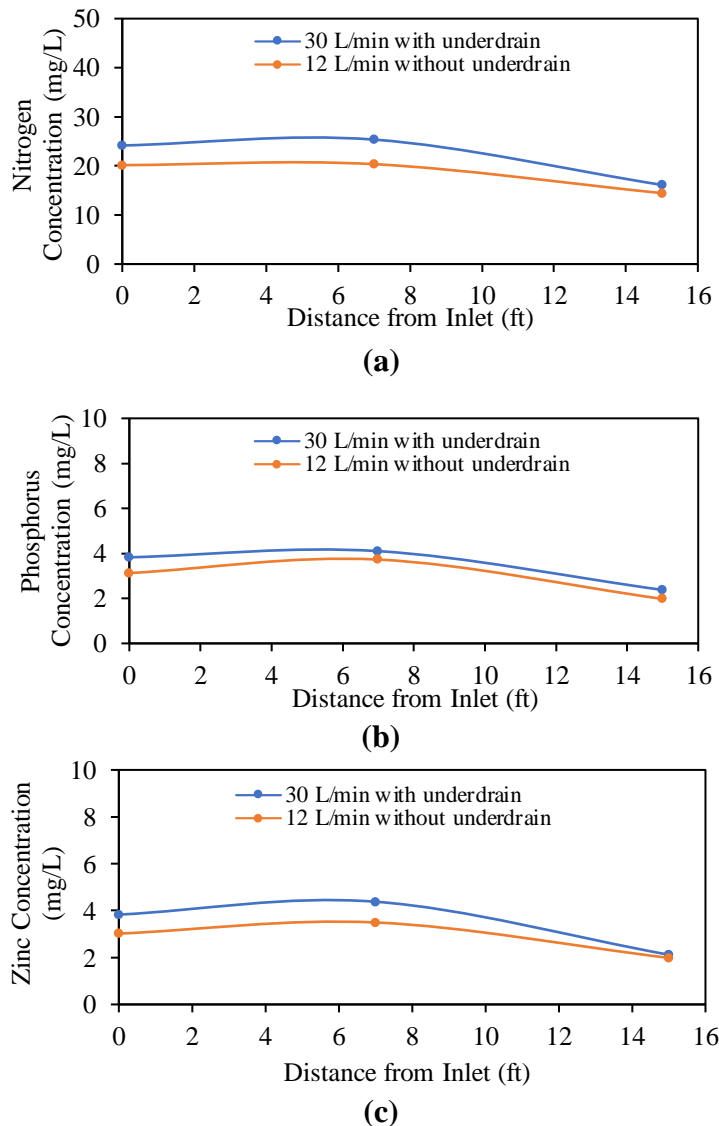 50
40
30
20
10
0
Nitrogen
Concentration (mg/L)
30 L/min with underdrain
12 L/min without underdrain
0 2 4 6 8 10 12 14 16
Distance from Inlet (ft)
(a)
10
8
6
4
2
0
Phosphorus
Concentration (mg/L)
30 L/min with underdrain
12 L/min without underdrain
0 2 4 6 8 10 12 14 16
Distance from Inlet (ft)
(b)
10
8
6
4
2
0
Zinc Concentration
(mg/L)
30 L/min with underdrain
12 L/min without underdrain
0 2 4 6 8 10 12 14 16
Distance from Inlet (ft)
(c)